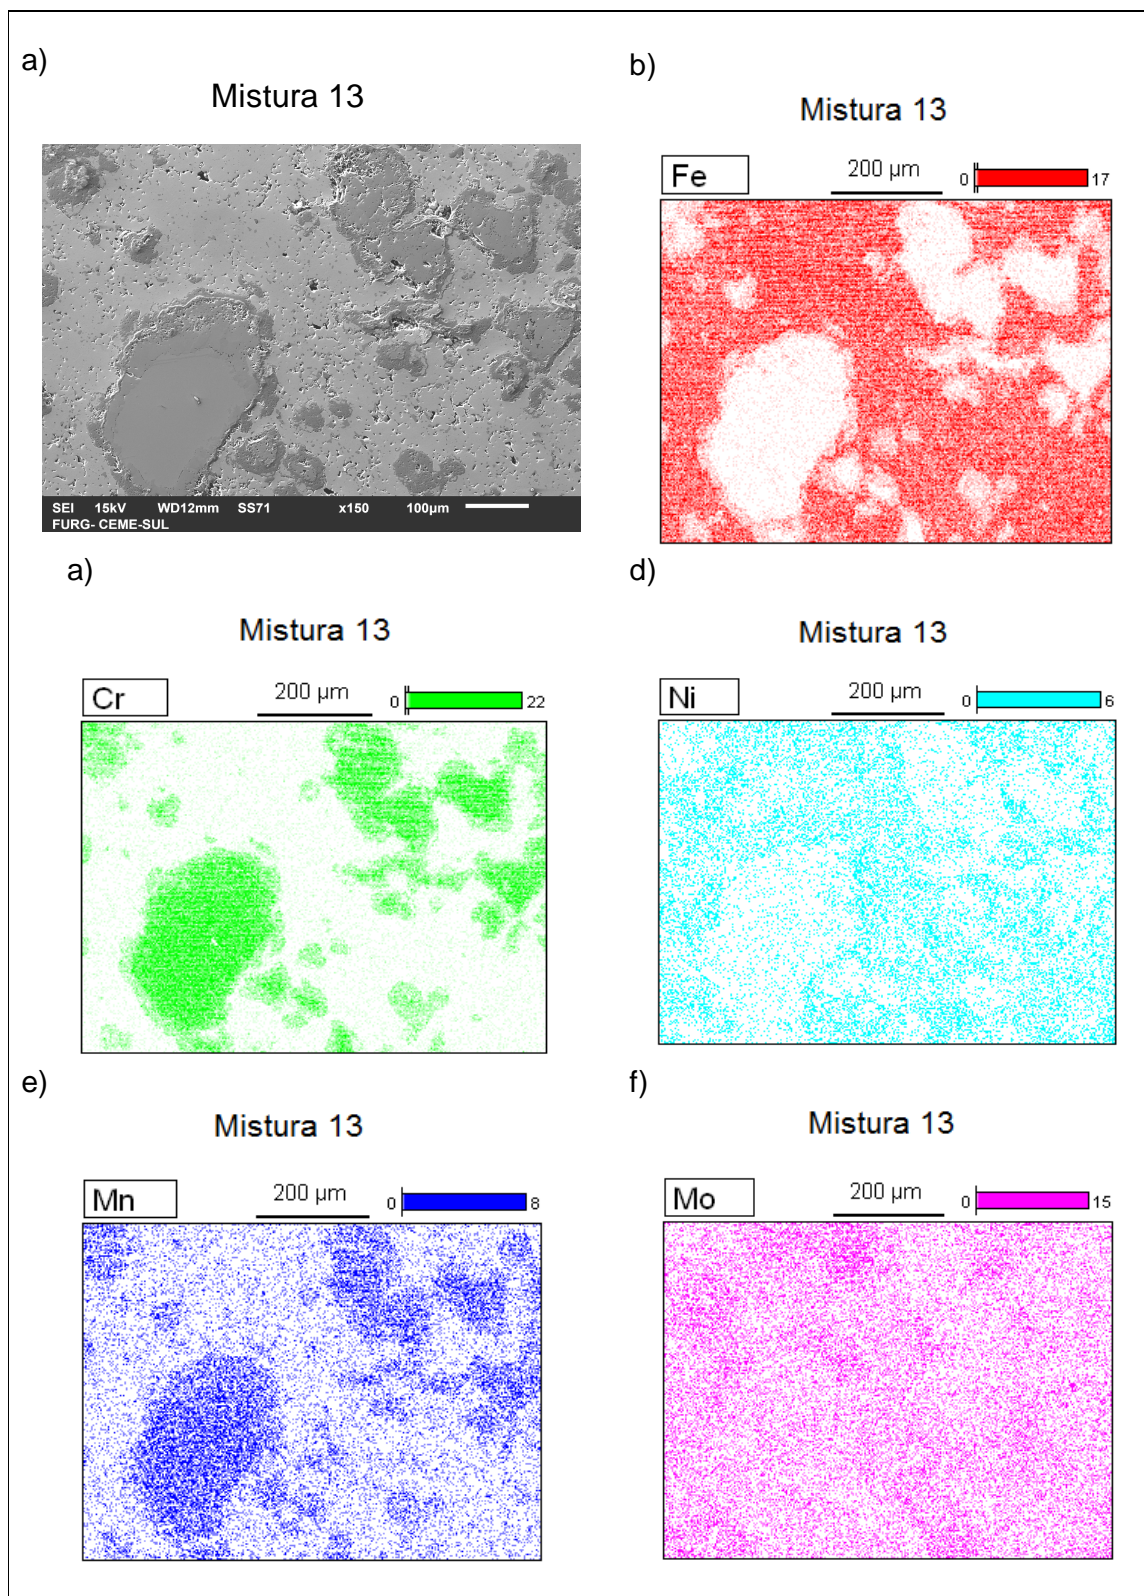 a)
Mistura 13
SEI 15kV WD12mm SS71 x150 100µm
FURG- CEME-SUL
b)
Mistura 13
Fe 200 µm 0 17
a)
Mistura 13
Cr 200 µm 0 22
d)
Mistura 13
Ni 200 µm 0 6
e)
Mistura 13
Mn 200 µm 0 8
f)
Mistura 13
Mo 200 µm 0 15